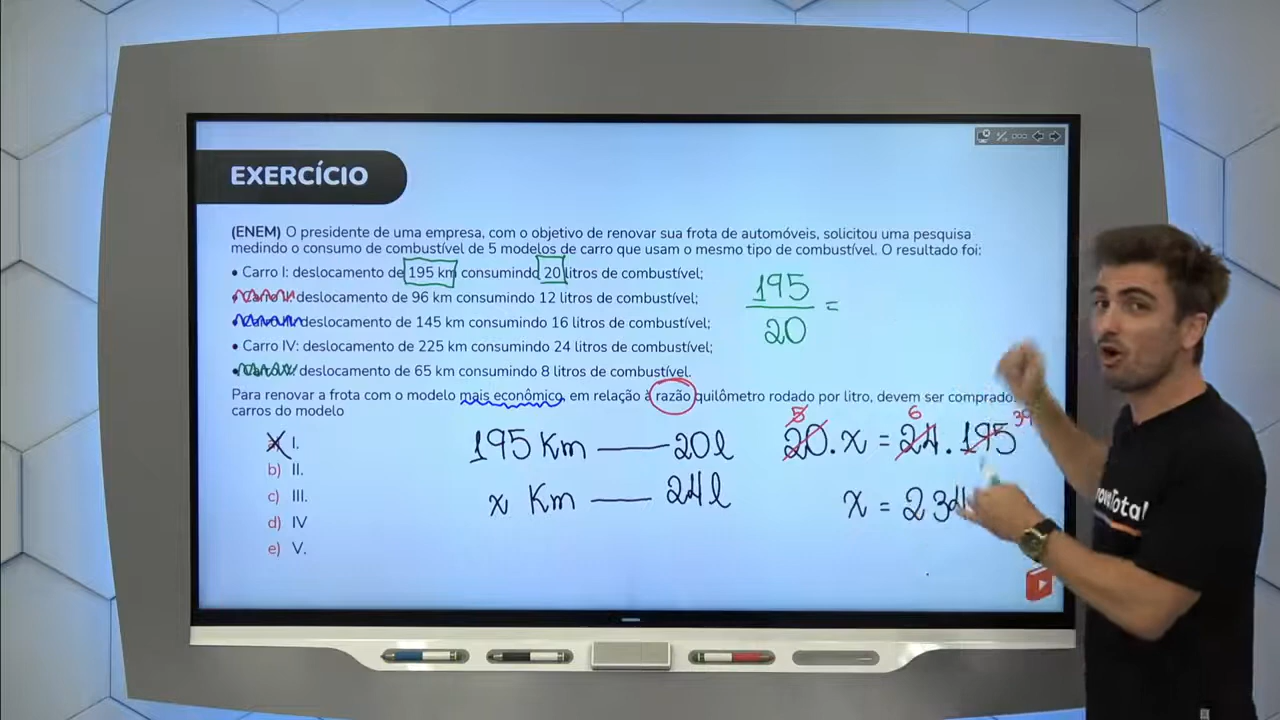 EXERCÍCIO
(ENEM) O presidente de uma empresa, com o objetivo de renovar sua frota de automóveis, solicitou uma pesquisa
medindo o consumo de combustível de 5 modelos de carro que usam o mesmo tipo de combustível. O resultado foi:
• Carro I: deslocamento de 195 km consumindo 20 litros de combustível;
deslocamento de 96 km consumindo 12 litros de combustível;
deslocamento de 145 km consumindo 16 litros de combustível;
• Carro IV: deslocamento de 225 km consumindo 24 litros de combustível;
deslocamento de 65 km consumindo 8 litros de combustível.
Para renovar a frota com o modelo mais econômico, em relação à razão quilômetro rodado por litro, devem ser comprados
carros do modelo
I.
b) II.
c) III.
d) IV
e) V.
195
20 =
195 Km — 20l
x Km — 24l
5 6 39
20 . x = 24 . 195
x = 234